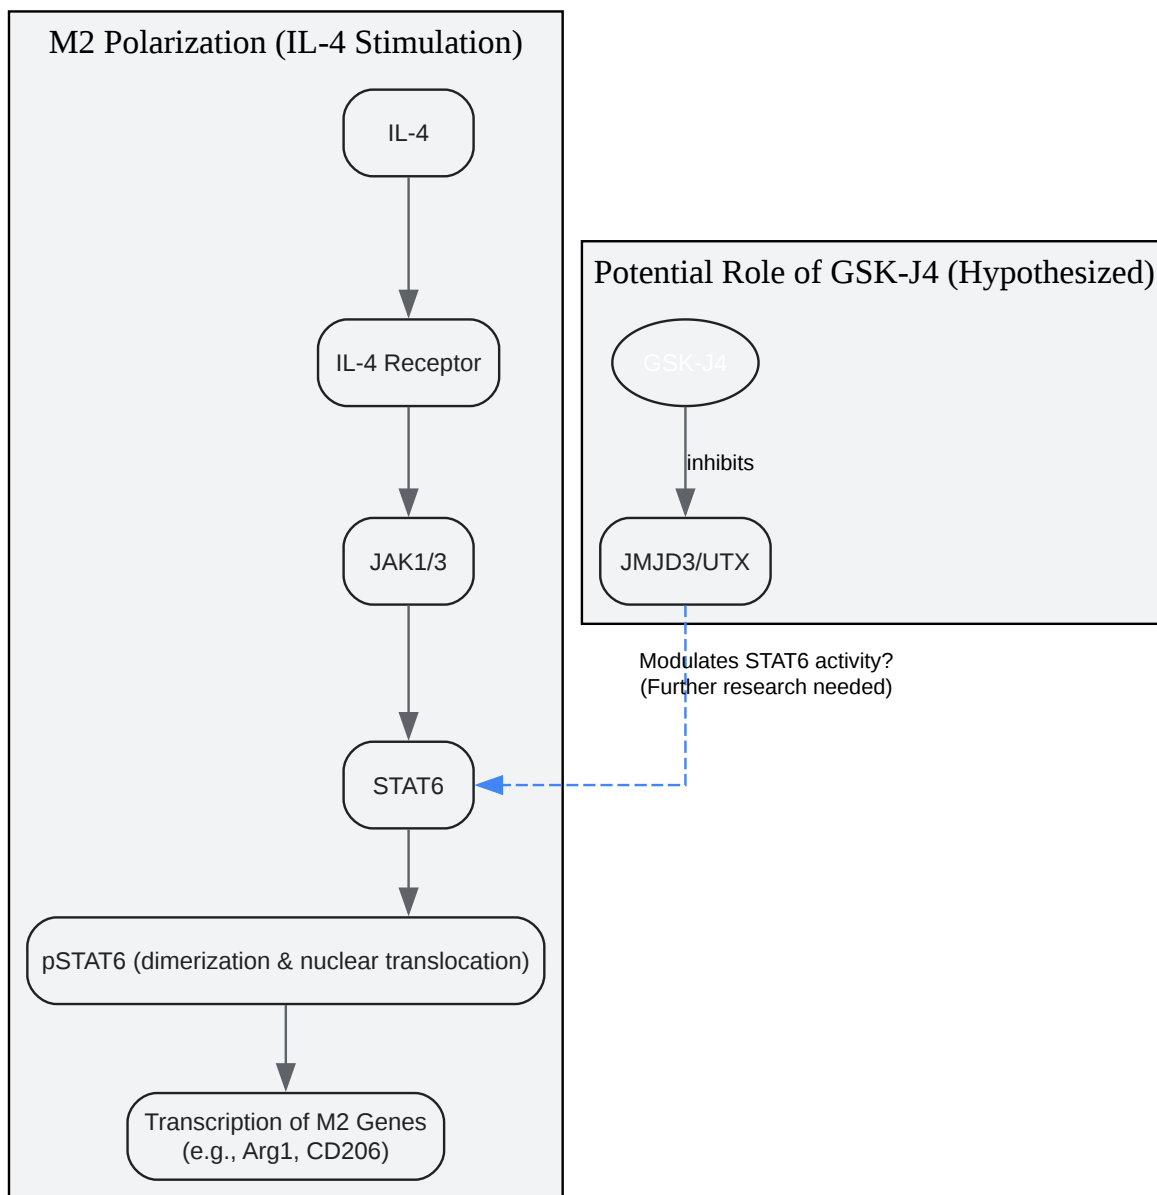 M2 Polarization (IL-4 Stimulation)
IL-4
IL-4 Receptor
JAK1/3
STAT6
pSTAT6 (dimerization & nuclear translocation)
Transcription of M2 Genes
(e.g., Arg1, CD206)
Potential Role of GSK-J4 (Hypothesized)
GSK-J4
inhibits
JMJD3/UTX
Modulates STAT6 activity?
(Further research needed)